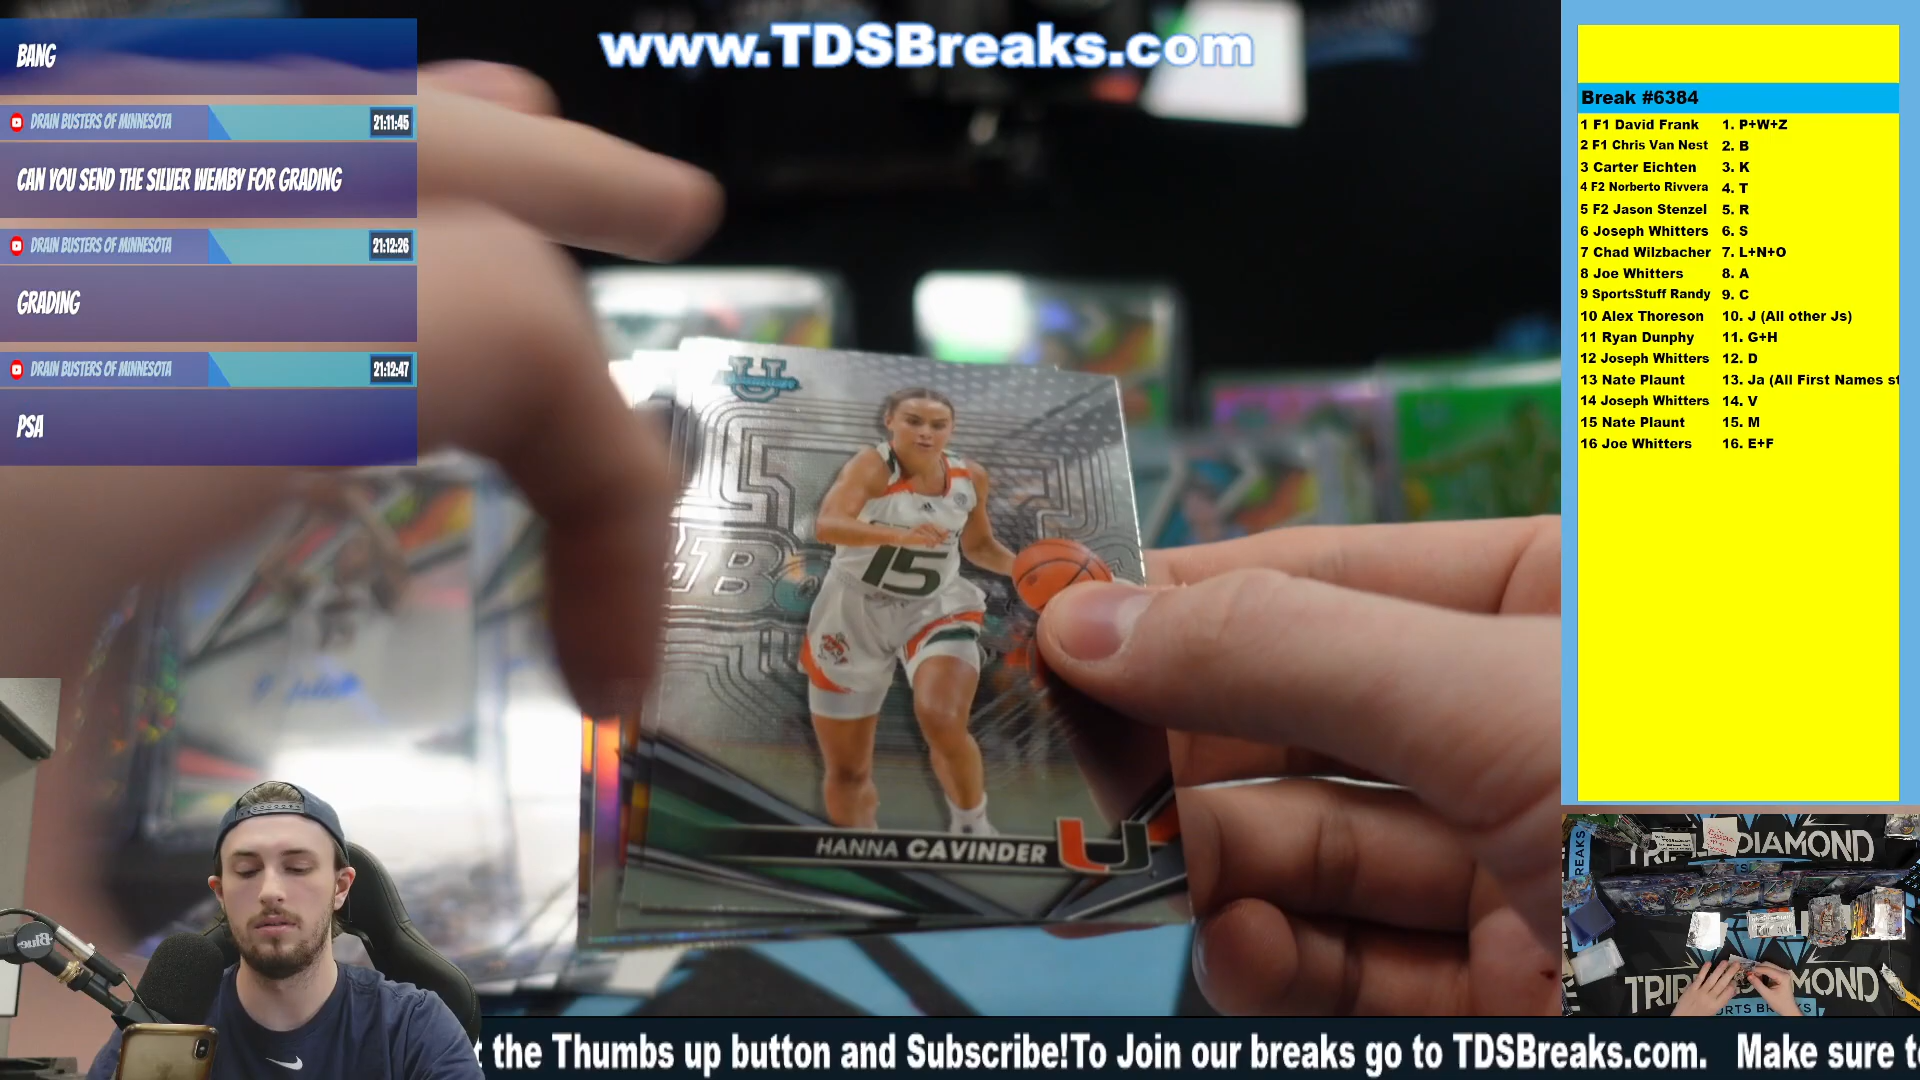 www.TDSBreaks.com
BANG
DRAIN BUSTERS OF MINNESOTA 21:11:45
CAN YOU SEND THE SILVER WEMBY FOR GRADING
DRAIN BUSTERS OF MINNESOTA 21:12:26
GRADING
DRAIN BUSTERS OF MINNESOTA 21:12:47
PSA
Break #6384
1 F1 David Frank 1. P+W+Z
2 F1 Chris Van Nest 2. B
3 Carter Eichten 3. K
4 F2 Norberto Rivvera 4. T
5 F2 Jason Stenzel 5. R
6 Joseph Whitters 6. S
7 Chad Wilzbacher 7. L+N+O
8 Joe Whitters 8. A
9 SportsStuff Randy 9. C
10 Alex Thoreson 10. J (All other Js)
11 Ryan Dunphy 11. G+H
12 Joseph Whitters 12. D
13 Nate Plaunt 13. Ja (All First Names st
14 Joseph Whitters 14. V
15 Nate Plaunt 15. M
16 Joe Whitters 16. E+F
U
15
HANNA CAVINDER U
Blue
BREAKS
DIAMOND
DIAMOND
t the Thumbs up button and Subscribe!To Join our breaks go to TDSBreaks.com. Make sure to